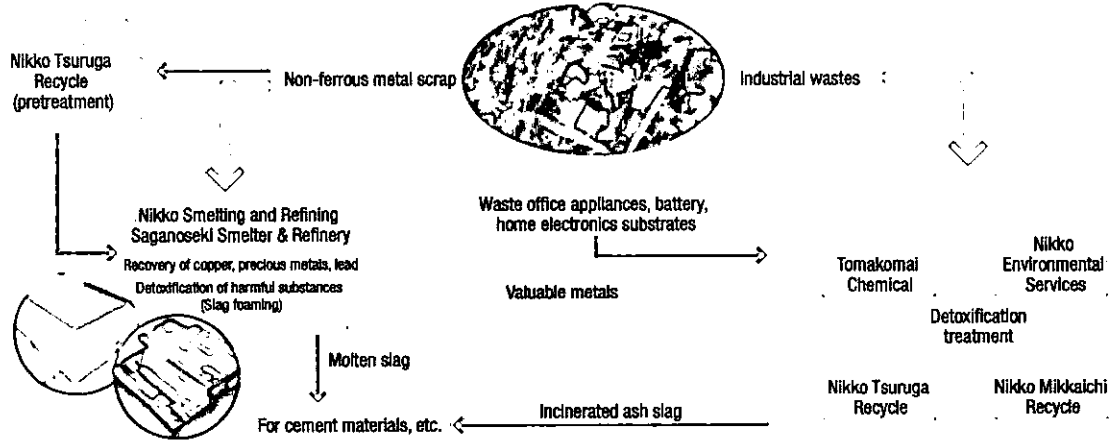 Nikko Tsuruga
Recycle
(pretreatment)
Non-ferrous metal scrap
Industrial wastes
Nikko Smelting and Refining
Saganoseki Smelter & Refinery
Recovery of copper, precious metals, lead
Detoxification of harmful substances
(Slag foaming)
Waste office appliances, battery,
home electronics substrates
Valuable metals
Tomakomai
Chemical
Nikko
Environmental
Services
Detoxification
treatment
Nikko Tsuruga
Recycle
Nikko Mikkaichi
Recycle
Molten slag
Incinerated ash slag
For cement materials, etc.